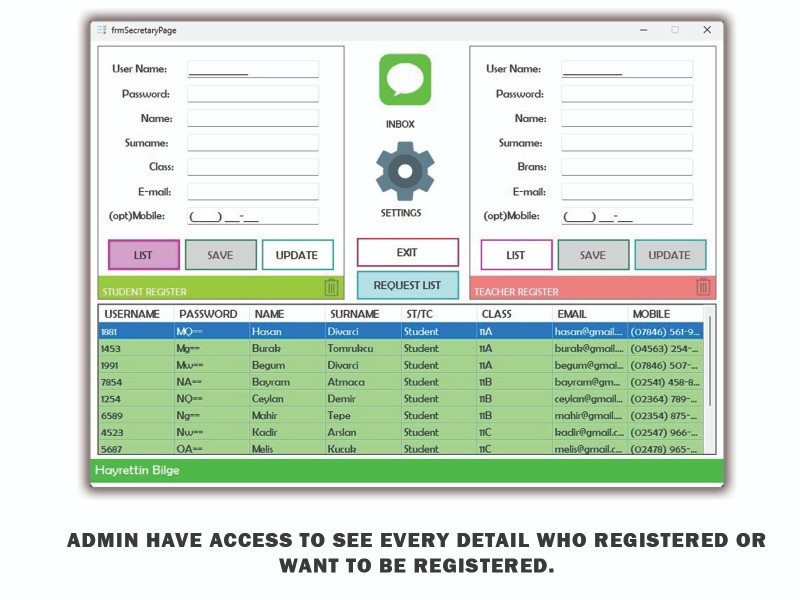 frmSecretaryPage
User Name:
Password:
Name:
Surname:
Class:
E-mail:
(opt)Mobile: (____) ___-___
LIST SAVE UPDATE
STUDENT REGISTER
INBOX
SETTINGS
EXIT
REQUEST LIST
User Name:
Password:
Name:
Surname:
Brans:
E-mail:
(opt)Mobile: (____) ___-___
LIST SAVE UPDATE
TEACHER REGISTER
USERNAME PASSWORD NAME SURNAME ST/TC CLASS EMAIL MOBILE
1881 MQ== Hasan Divarci Student 11A hasan@gmail.... (07846) 561-9...
1453 Mg== Burak Tomrukcu Student 11A burak@gmail.... (04563) 254-...
1991 Mw== Begum Divarci Student 11A begum@gmai... (07846) 507-...
7854 NA== Bayram Atmaca Student 11B bayram@gm... (02541) 458-8...
1254 NQ== Ceylan Demir Student 11B ceylan@gmail... (02364) 789-...
6589 Ng== Mahir Tepe Student 11B mahir@gmail.... (02354) 875-...
4523 Nw== Kadir Arslan Student 11C kadir@gmail.c... (02547) 966-...
5687 OA== Melis Kucuk Student 11C melis@gmail.c... (02478) 965-...
Hayrettin Bilge
ADMIN HAVE ACCESS TO SEE EVERY DETAIL WHO REGISTERED OR
WANT TO BE REGISTERED.